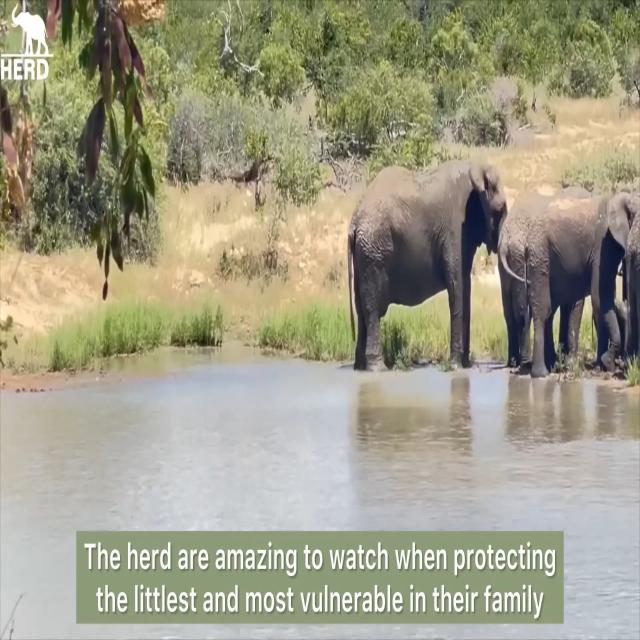 HERD
The herd are amazing to watch when protecting
the littlest and most vulnerable in their family